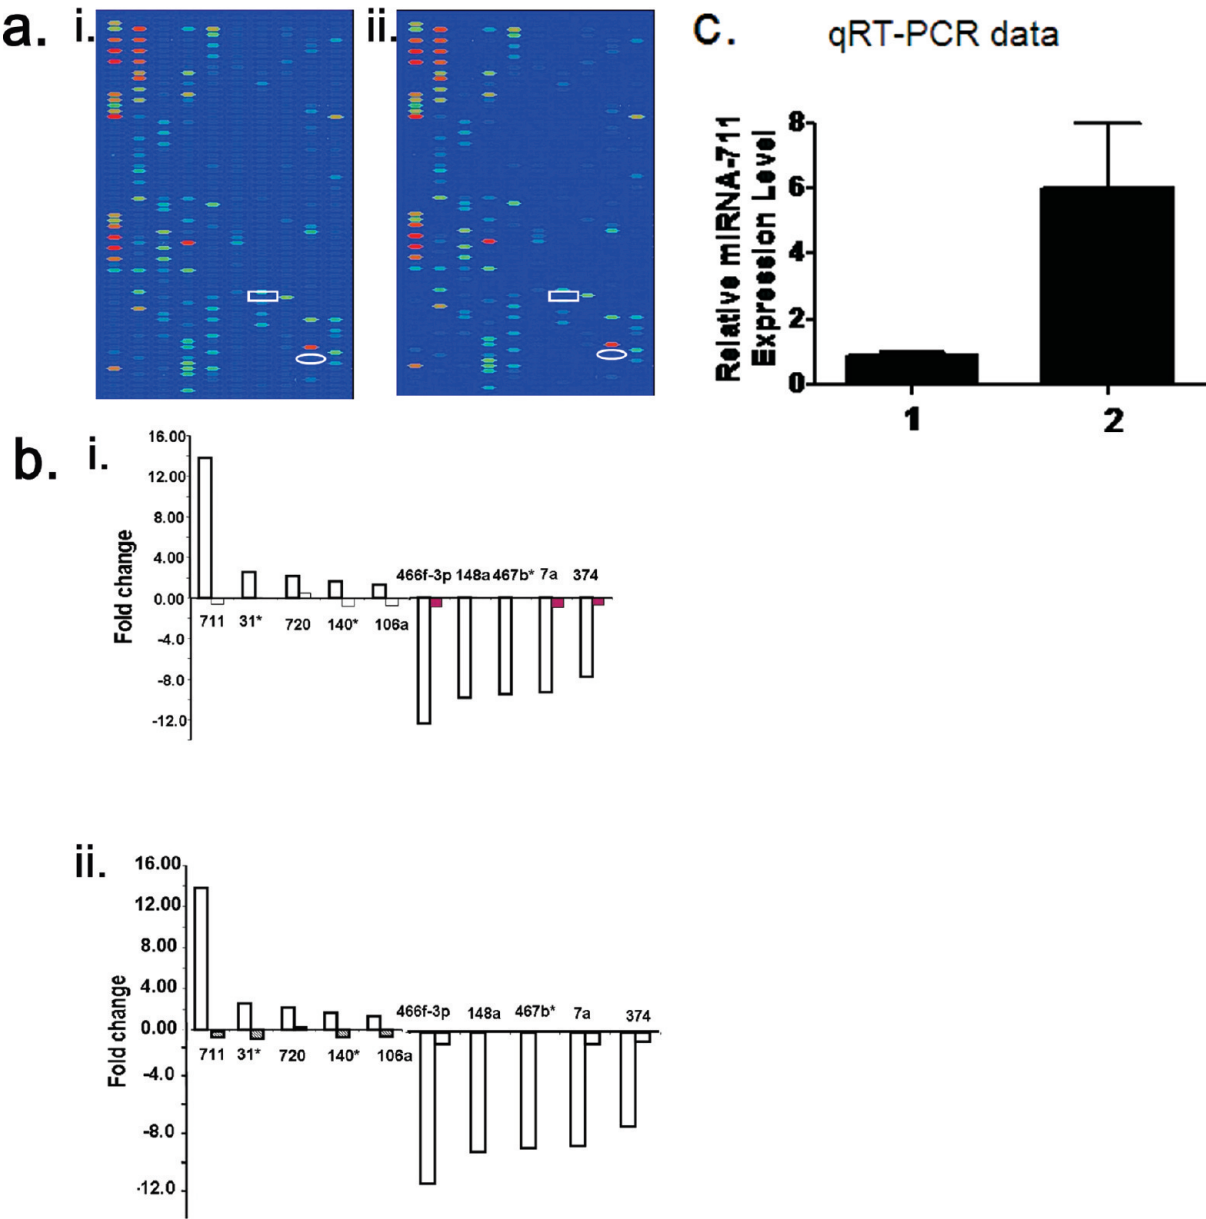 a. i. ii. c. qRT-PCR data
Relative miRNA-711
Expression Level
8
6
4
2
0
1 2
b. i.
Fold change
16.00
12.00
8.00
4.00
0.00
-4.0
-8.0
-12.0
466f-3p 148a 467b* 7a 374
711 31* 720 140* 106a
ii.
Fold change
16.00
12.00
8.00
4.00
0.00
-4.0
-8.0
-12.0
466f-3p 148a 467b* 7a 374
711 31* 720 140* 106a